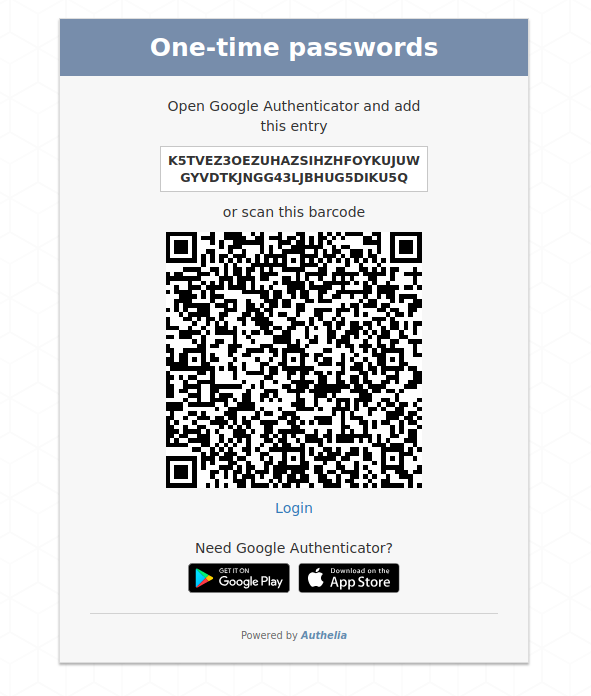 One-time passwords
Open Google Authenticator and add
this entry
K5TVEZ3OEZUHAZSIHZHFOYKUJUW
GYVDTKJNGG43LJBHUG5DIKU5Q
or scan this barcode
Login
Need Google Authenticator?
GET IT ON
Google Play
Download on the
App Store
Powered by Authelia